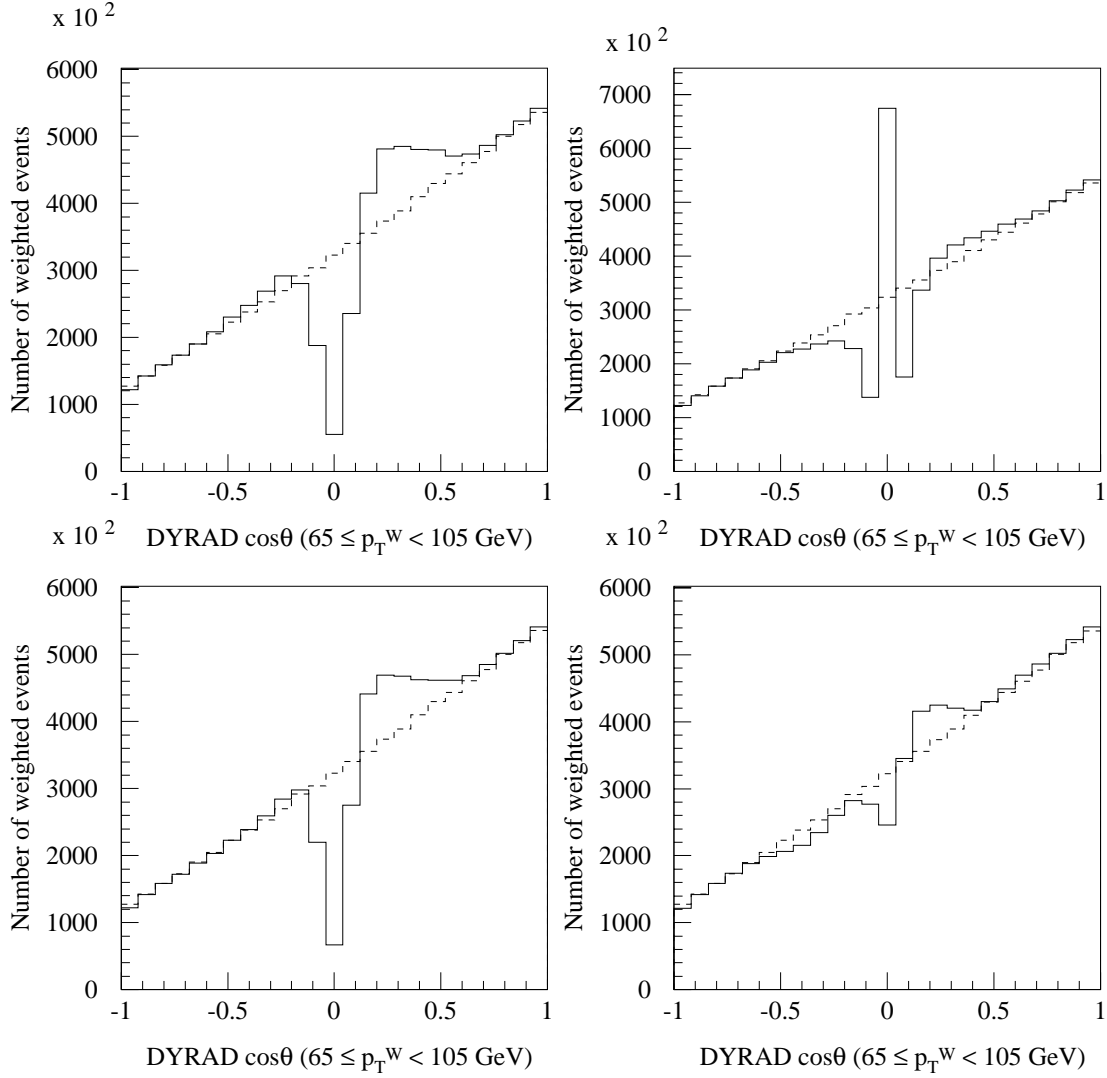 x 10 2
Number of weighted events
6000
5000
4000
3000
2000
1000
0
-1 -0.5 0 0.5 1
DYRAD cosθ (65 ≤ pTW < 105 GeV)
x 10 2
Number of weighted events
7000
6000
5000
4000
3000
2000
1000
0
-1 -0.5 0 0.5 1
DYRAD cosθ (65 ≤ pTW < 105 GeV)
x 10 2
Number of weighted events
6000
5000
4000
3000
2000
1000
0
-1 -0.5 0 0.5 1
DYRAD cosθ (65 ≤ pTW < 105 GeV)
x 10 2
Number of weighted events
6000
5000
4000
3000
2000
1000
0
-1 -0.5 0 0.5 1
DYRAD cosθ (65 ≤ pTW < 105 GeV)